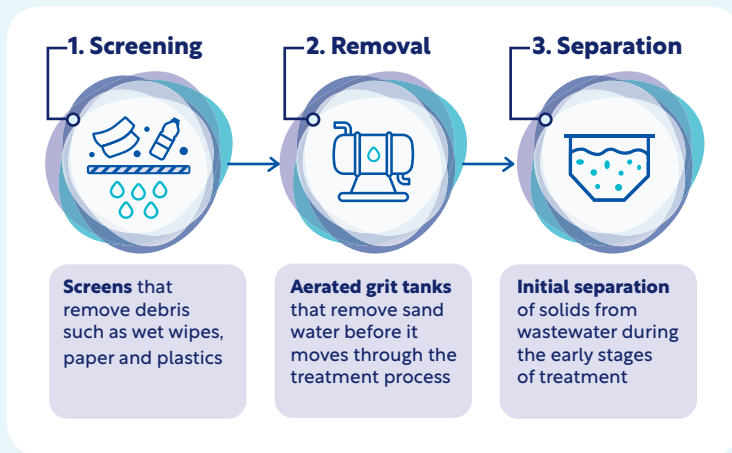 1. Screening
2. Removal
3. Separation
Screens that
remove debris
such as wet wipes,
paper and plastics
Aerated grit tanks
that remove sand
water before it
moves through the
treatment process
Initial separation
of solids from
wastewater during
the early stages
of treatment